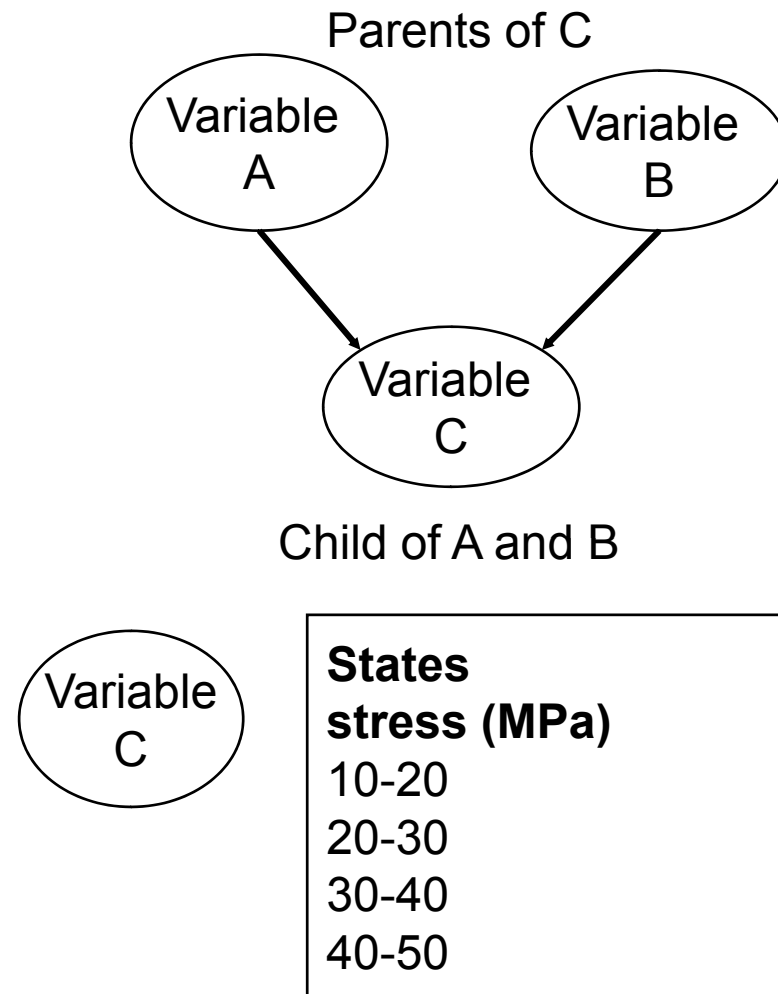 Parents of C
Variable
A
Variable
B
Variable
C
Child of A and B
Variable
C
States
stress (MPa)
10-20
20-30
30-40
40-50